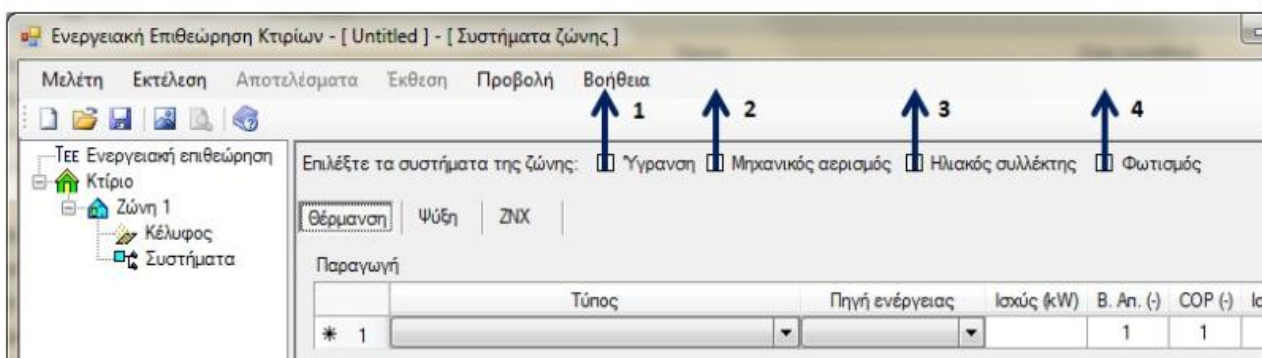 Ενεργειακή Επιθεώρηση Κτιρίων - [ Untitled ] - [ Συστήματα ζώνης ]
Μελέτη Εκτέλεση Αποτελέσματα Έκθεση Προβολή Βοήθεια
1 2 3 4
ΤΕΕ Ενεργειακή επιθεώρηση
Κτίριο
Ζώνη 1
Κέλυφος
Συστήματα
Επιλέξτε τα συστήματα της ζώνης: Ύγρανση Μηχανικός αερισμός Ηλιακός συλλέκτης Φωτισμός
Θέρμανση Ψύξη ΖΝΧ
Παραγωγή
Τύπος Πηγή ενέργειας Ισχύς (kW) Β. Απ. (-) COP (-)
* 1 1 1